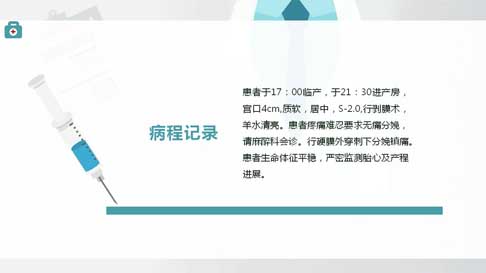 病程记录
患者于17：00临产，于21：30进产房，
宫口4cm,质软，居中，S-2.0,行剥膜术，
羊水清亮。患者疼痛难忍要求无痛分娩，
请麻醉科会诊。行硬膜外穿刺下分娩镇痛。
患者生命体征平稳，严密监测胎心及产程
进展。